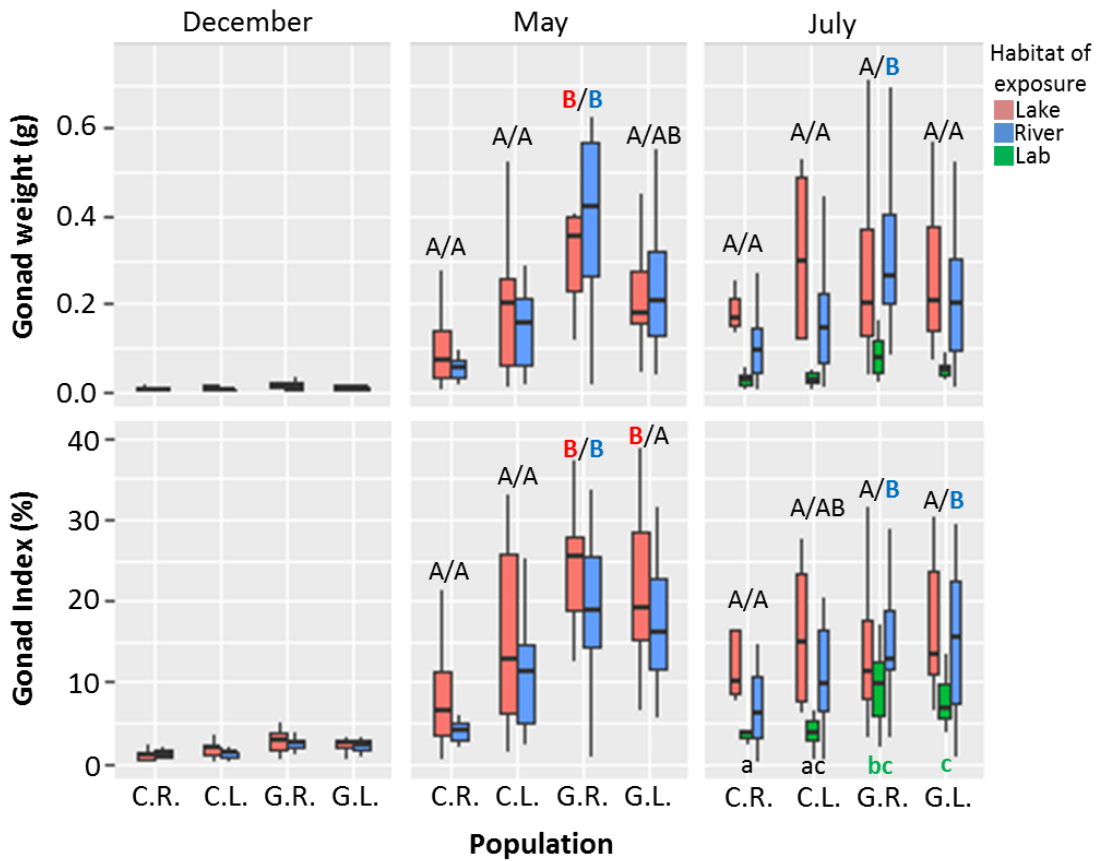 December May July
Habitat of
exposure
Lake
River
Lab
Gonad weight (g)
0.6
0.4
0.2
0.0
A/A
A/A
B/B
A/AB
A/A
A/A
A/B
A/A
Gonad Index (%)
40
30
20
10
0
A/A
A/A
B/B
B/A
A/A
A/AB
A/B
A/B
a ac bc c
C.R. C.L. G.R. G.L. C.R. C.L. G.R. G.L. C.R. C.L. G.R. G.L.
Population